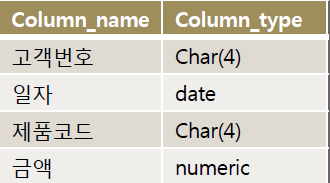 Column_name Column_type
고객번호 Char(4)
일자 date
제품코드 Char(4)
금액 numeric